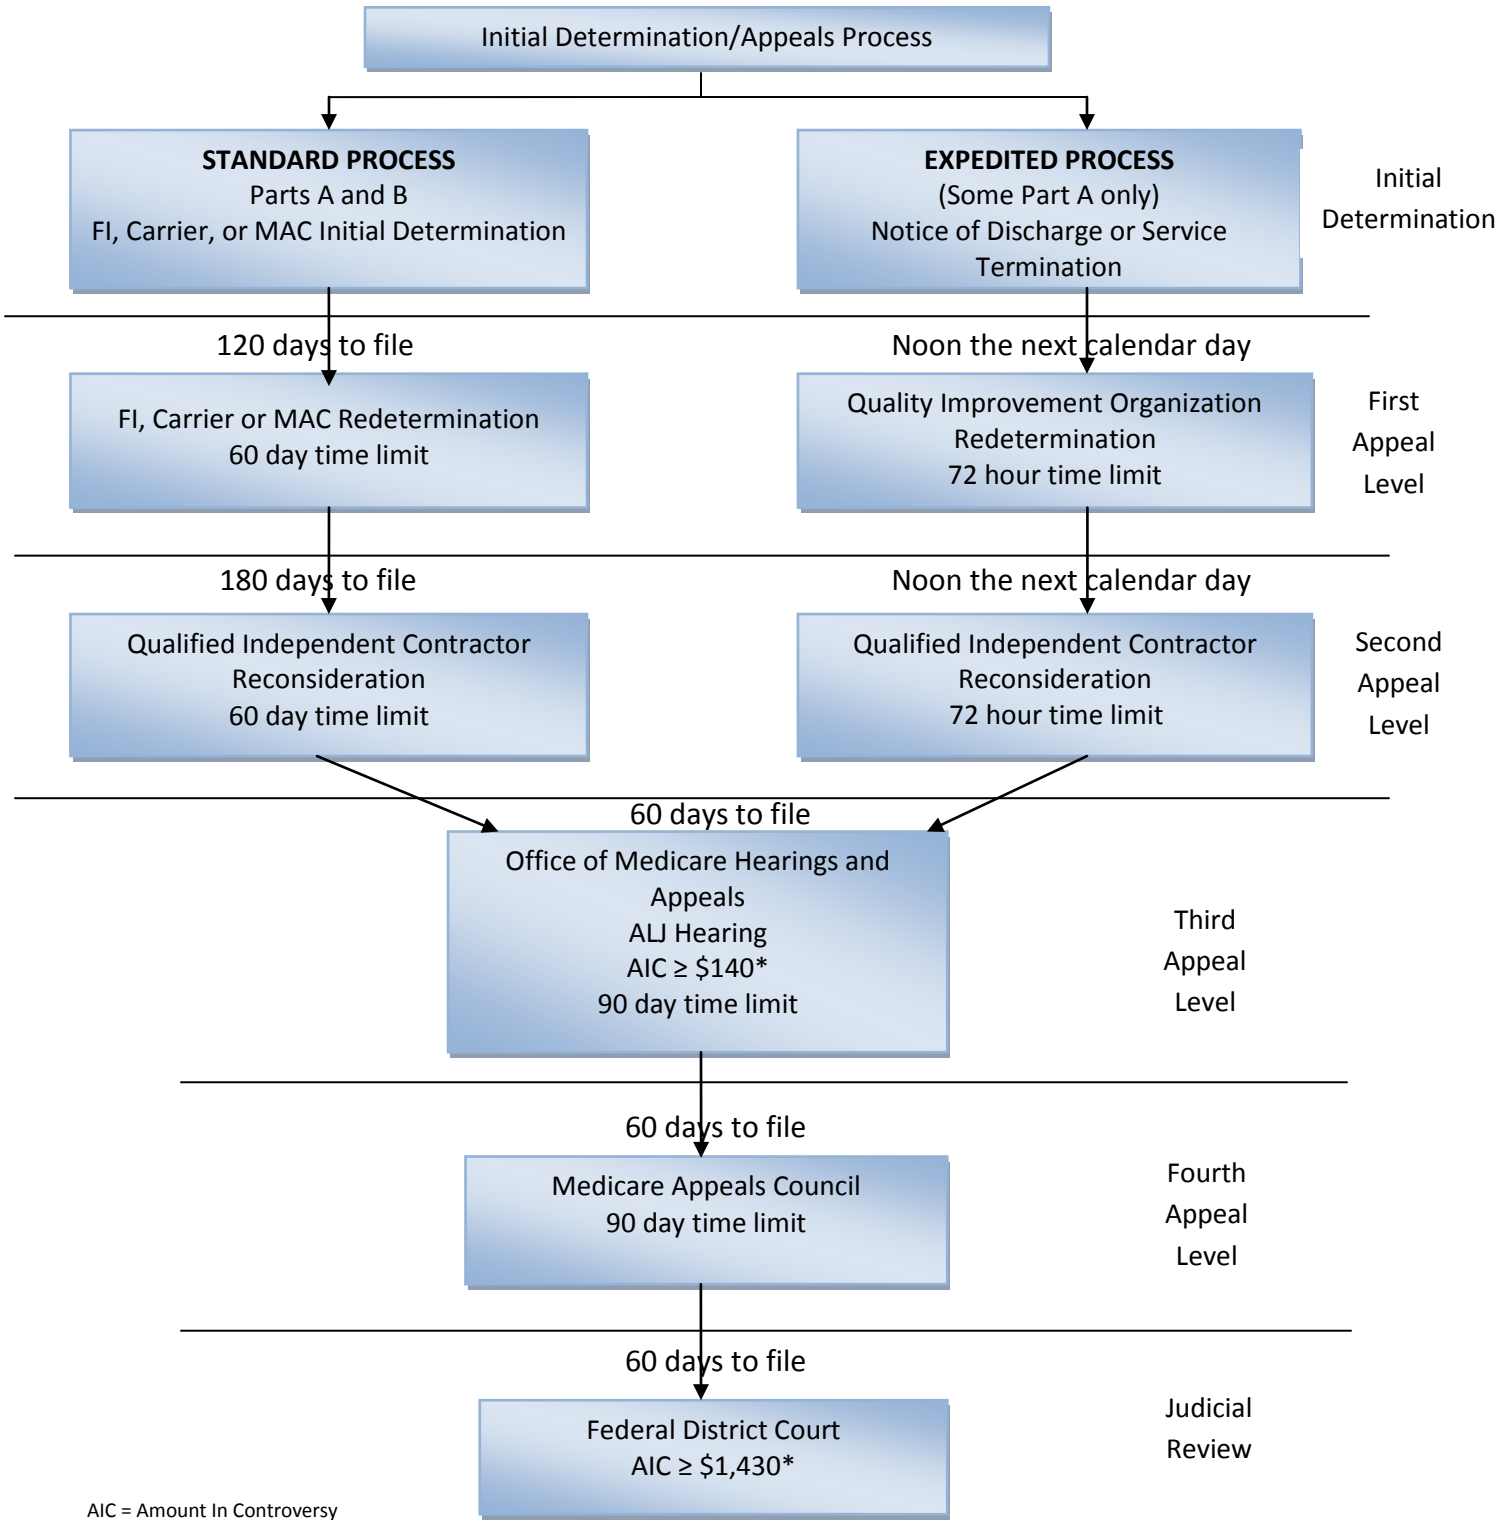 Initial Determination/Appeals Process
STANDARD PROCESS
Parts A and B
FI, Carrier, or MAC Initial Determination
EXPEDITED PROCESS
(Some Part A only)
Notice of Discharge or Service
Termination
Initial
Determination
120 days to file
Noon the next calendar day
FI, Carrier or MAC Redetermination
60 day time limit
Quality Improvement Organization
Redetermination
72 hour time limit
First
Appeal
Level
180 days to file
Noon the next calendar day
Qualified Independent Contractor
Reconsideration
60 day time limit
Qualified Independent Contractor
Reconsideration
72 hour time limit
Second
Appeal
Level
60 days to file
Office of Medicare Hearings and
Appeals
ALJ Hearing
AIC ≥ $140*
90 day time limit
Third
Appeal
Level
60 days to file
Medicare Appeals Council
90 day time limit
Fourth
Appeal
Level
60 days to file
Federal District Court
AIC ≥ $1,430*
Judicial
Review
AIC = Amount In Controversy